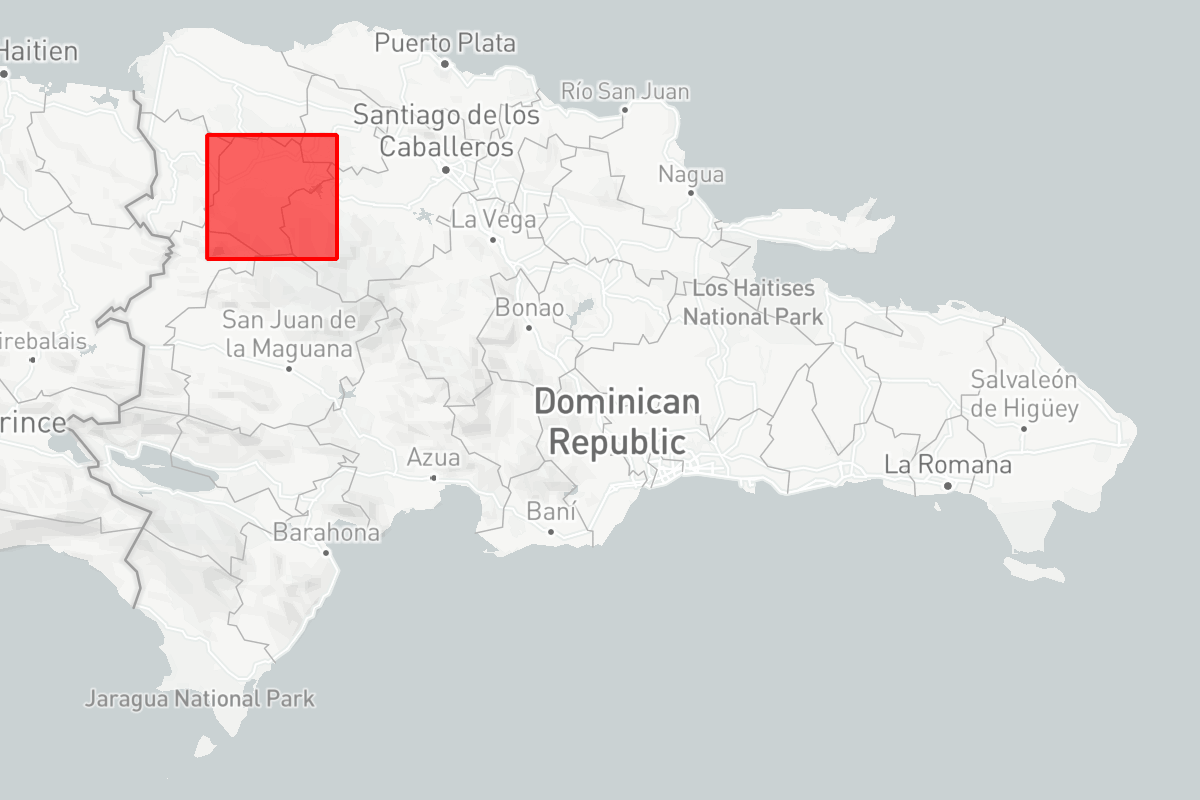 Haitien
Puerto Plata
Río San Juan
Santiago de los
Caballeros
Nagua
La Vega
Los Haitises
National Park
Bonao
San Juan de
la Maguana
irebalais
Salvaleón
de Higüey
Dominican
Republic
rince
Azua
La Romana
Baní
Barahona
Jaragua National Park